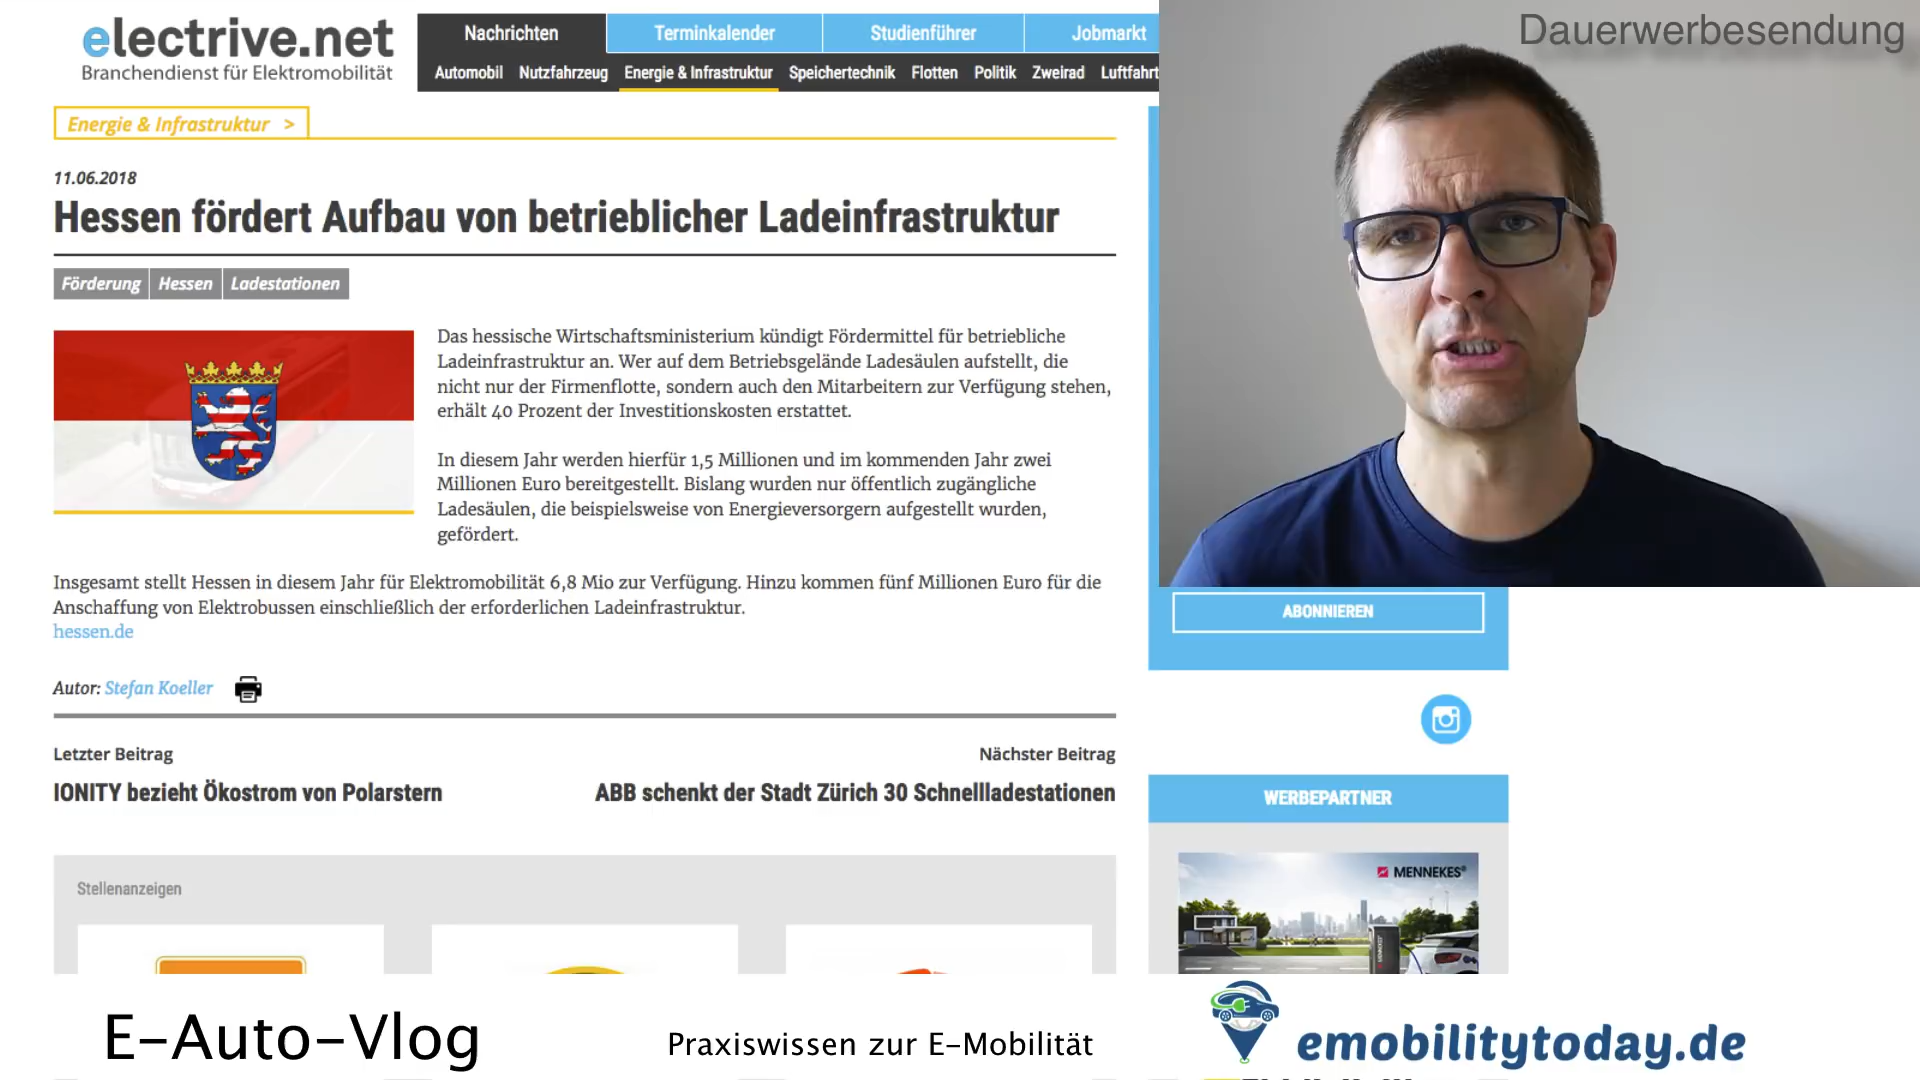 electrive.net
Branchendienst für Elektromobilität
Nachrichten
Terminkalender
Studienführer
Jobmarkt
Automobil
Nutzfahrzeug
Energie & Infrastruktur
Speichertechnik
Flotten
Politik
Zweirad
Luftfahrt
Dauerwerbesendung
Energie & Infrastruktur >
11.06.2018
Hessen fördert Aufbau von betrieblicher Ladeinfrastruktur
Förderung
Hessen
Ladestationen
Das hessische Wirtschaftsministerium kündigt Fördermittel für betriebliche
Ladeinfrastruktur an. Wer auf dem Betriebsgelände Ladesäulen aufstellt, die
nicht nur der Firmenflotte, sondern auch den Mitarbeitern zur Verfügung stehen,
erhält 40 Prozent der Investitionskosten erstattet.
In diesem Jahr werden hierfür 1,5 Millionen und im kommenden Jahr zwei
Millionen Euro bereitgestellt. Bislang wurden nur öffentlich zugängliche
Ladesäulen, die beispielsweise von Energieversorgern aufgestellt wurden,
gefördert.
Insgesamt stellt Hessen in diesem Jahr für Elektromobilität 6,8 Mio zur Verfügung. Hinzu kommen fünf Millionen Euro für die
Anschaffung von Elektrobussen einschließlich der erforderlichen Ladeinfrastruktur.
hessen.de
Autor: Stefan Koeller
ABONNIEREN
Letzter Beitrag
IONITY bezieht Ökostrom von Polarstern
Nächster Beitrag
ABB schenkt der Stadt Zürich 30 Schnellladestationen
WERBEPARTNER
MENNEKES®
Stellenanzeigen
E-Auto-Vlog
Praxiswissen zur E-Mobilität
emobilitytoday.de